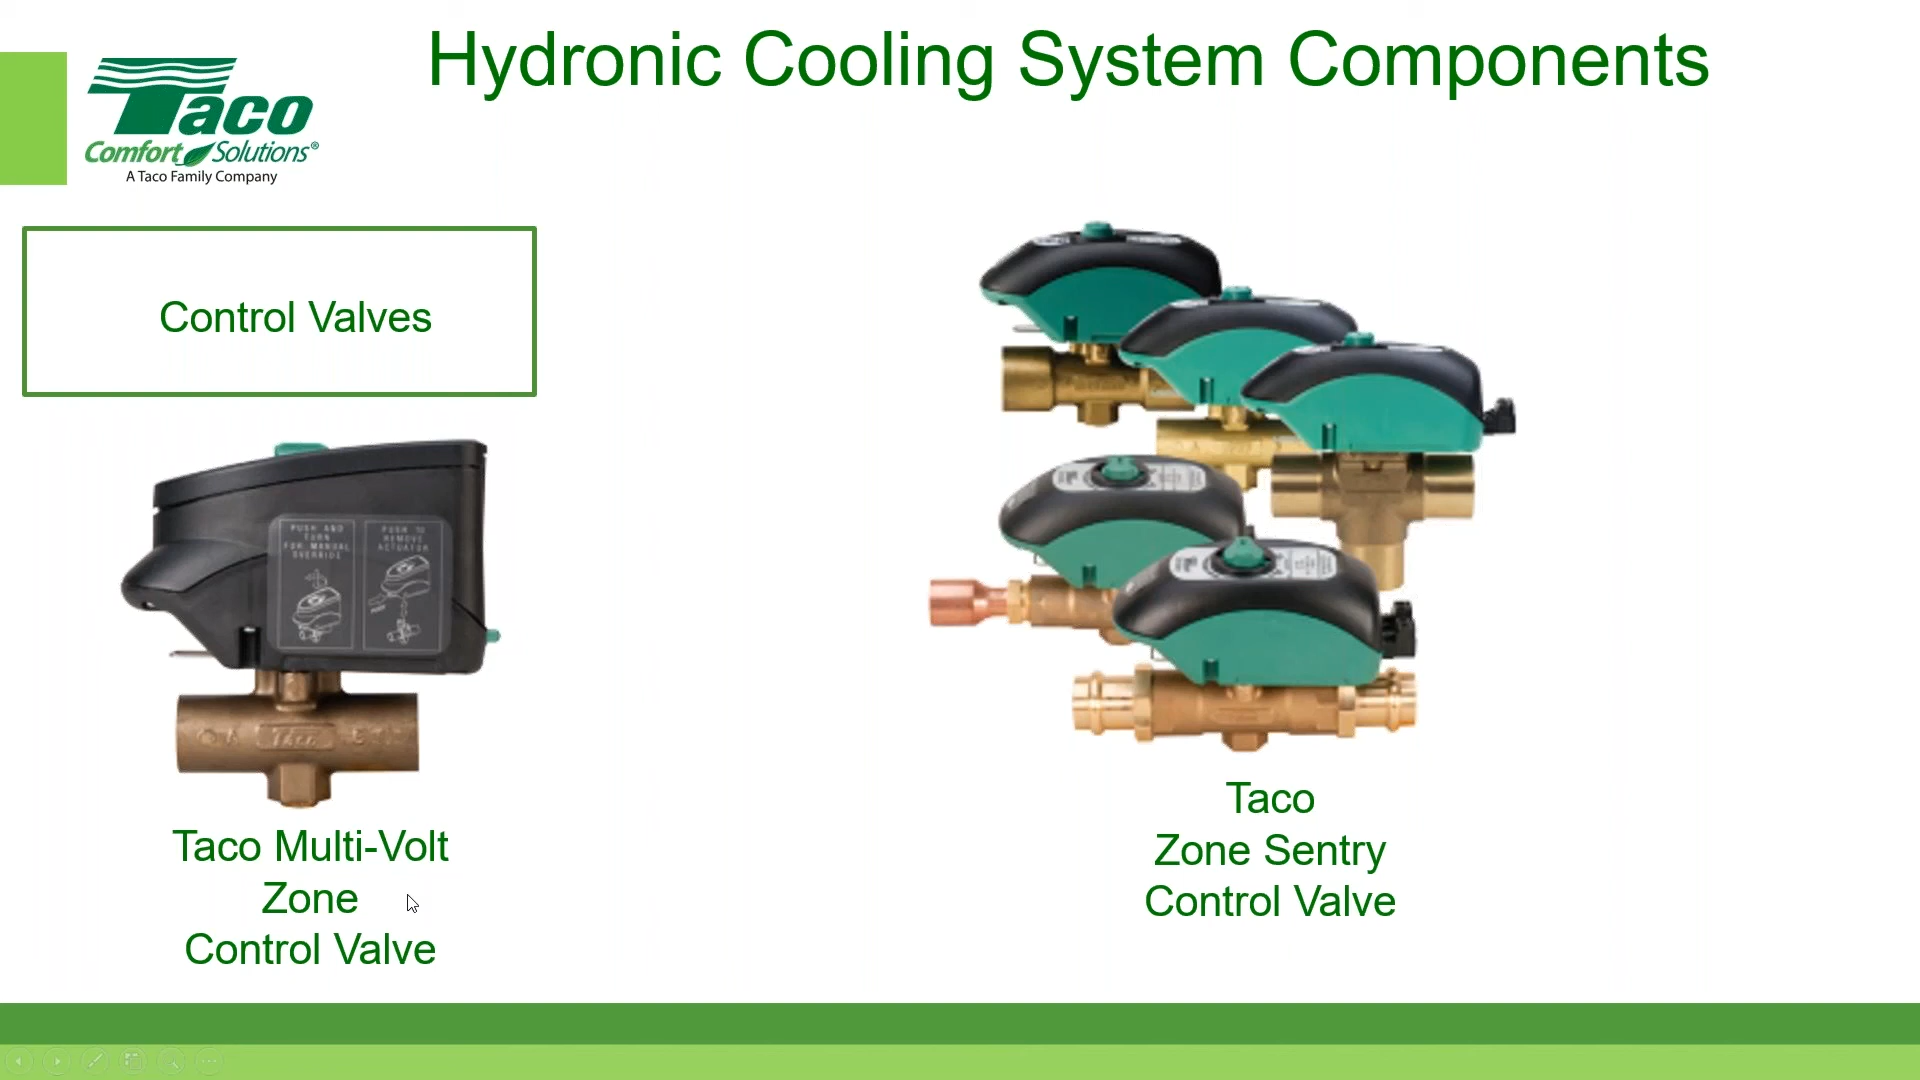 Hydronic Cooling System Components
Taco
Comfort Solutions®
A Taco Family Company
Control Valves
PUSH AND
TURN
FOR MANUAL
OVERRIDE
PUSH TO
REMOVE
ACTUATOR
Taco
Taco Multi-Volt
Zone
Control Valve
Taco
Zone Sentry
Control Valve